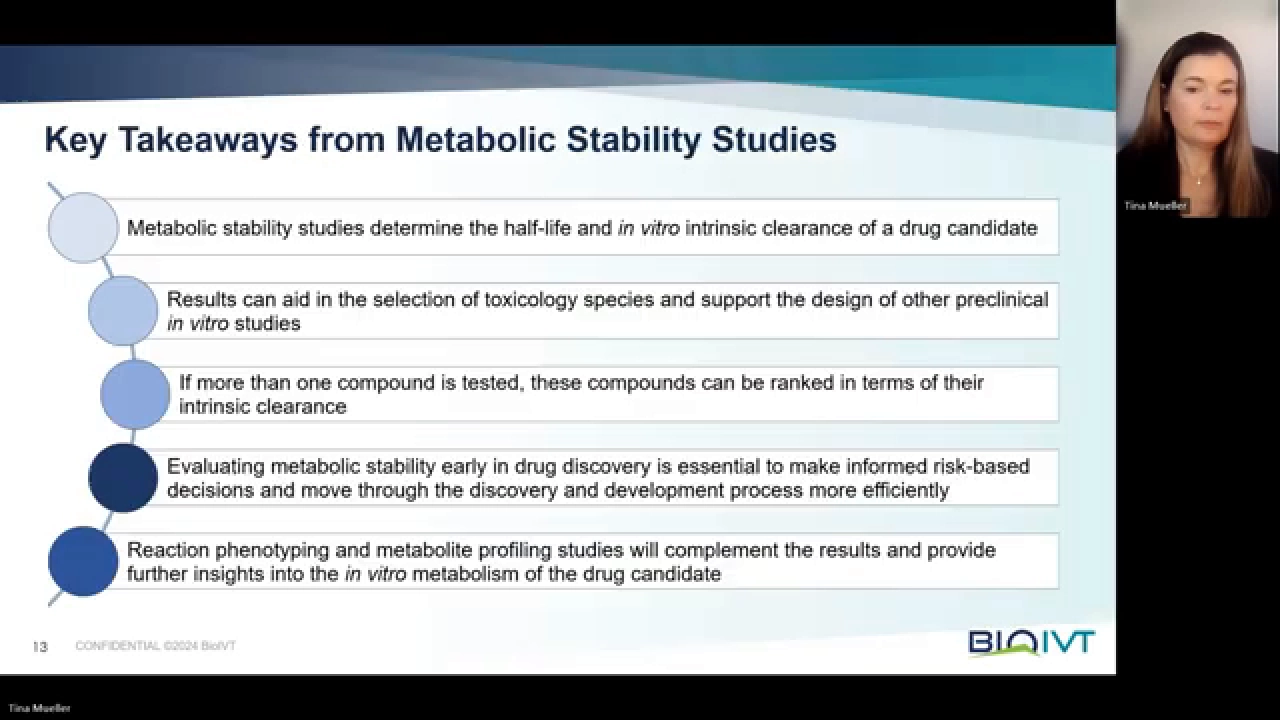 Key Takeaways from Metabolic Stability Studies
Metabolic stability studies determine the half-life and in vitro intrinsic clearance of a drug candidate
Results can aid in the selection of toxicology species and support the design of other preclinical
in vitro studies
If more than one compound is tested, these compounds can be ranked in terms of their
intrinsic clearance
Evaluating metabolic stability early in drug discovery is essential to make informed risk-based
decisions and move through the discovery and development process more efficiently
Reaction phenotyping and metabolite profiling studies will complement the results and provide
further insights into the in vitro metabolism of the drug candidate
13 CONFIDENTIAL ©2024 BioIVT
BIOIVT
Tina Mueller
Tina Mueller